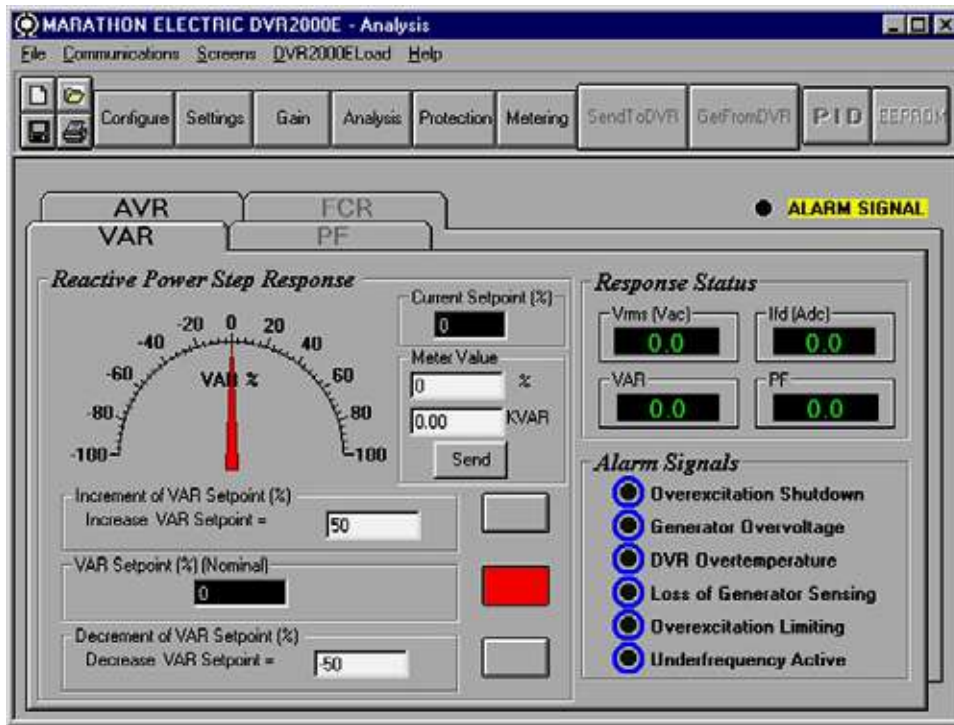 MARATHON ELECTRIC DVR2000E - Analysis
File Communications Screens DVR2000ELoad Help
Configure Settings Gain Analysis Protection Metering SendToDVR GetFromDVR PID EEPROM
AVR FCR
ALARM SIGNAL
VAR PF
Reactive Power Step Response
-100 -80 -60 -40 -20 0 20 40 60 80 100
VAR %
Current Setpoint (%)
0
Meter Value
0 %
0.00 KVAR
Send
Increment of VAR Setpoint (%)
Increase VAR Setpoint = 50
VAR Setpoint (%) (Nominal)
0
Decrement of VAR Setpoint (%)
Decrease VAR Setpoint = -50
Response Status
Vrms (Vac) Ifd (Adc)
0.0 0.0
VAR PF
0.0 0.0
Alarm Signals
Overexcitation Shutdown
Generator Overvoltage
DVR Overtemperature
Loss of Generator Sensing
Overexcitation Limiting
Underfrequency Active